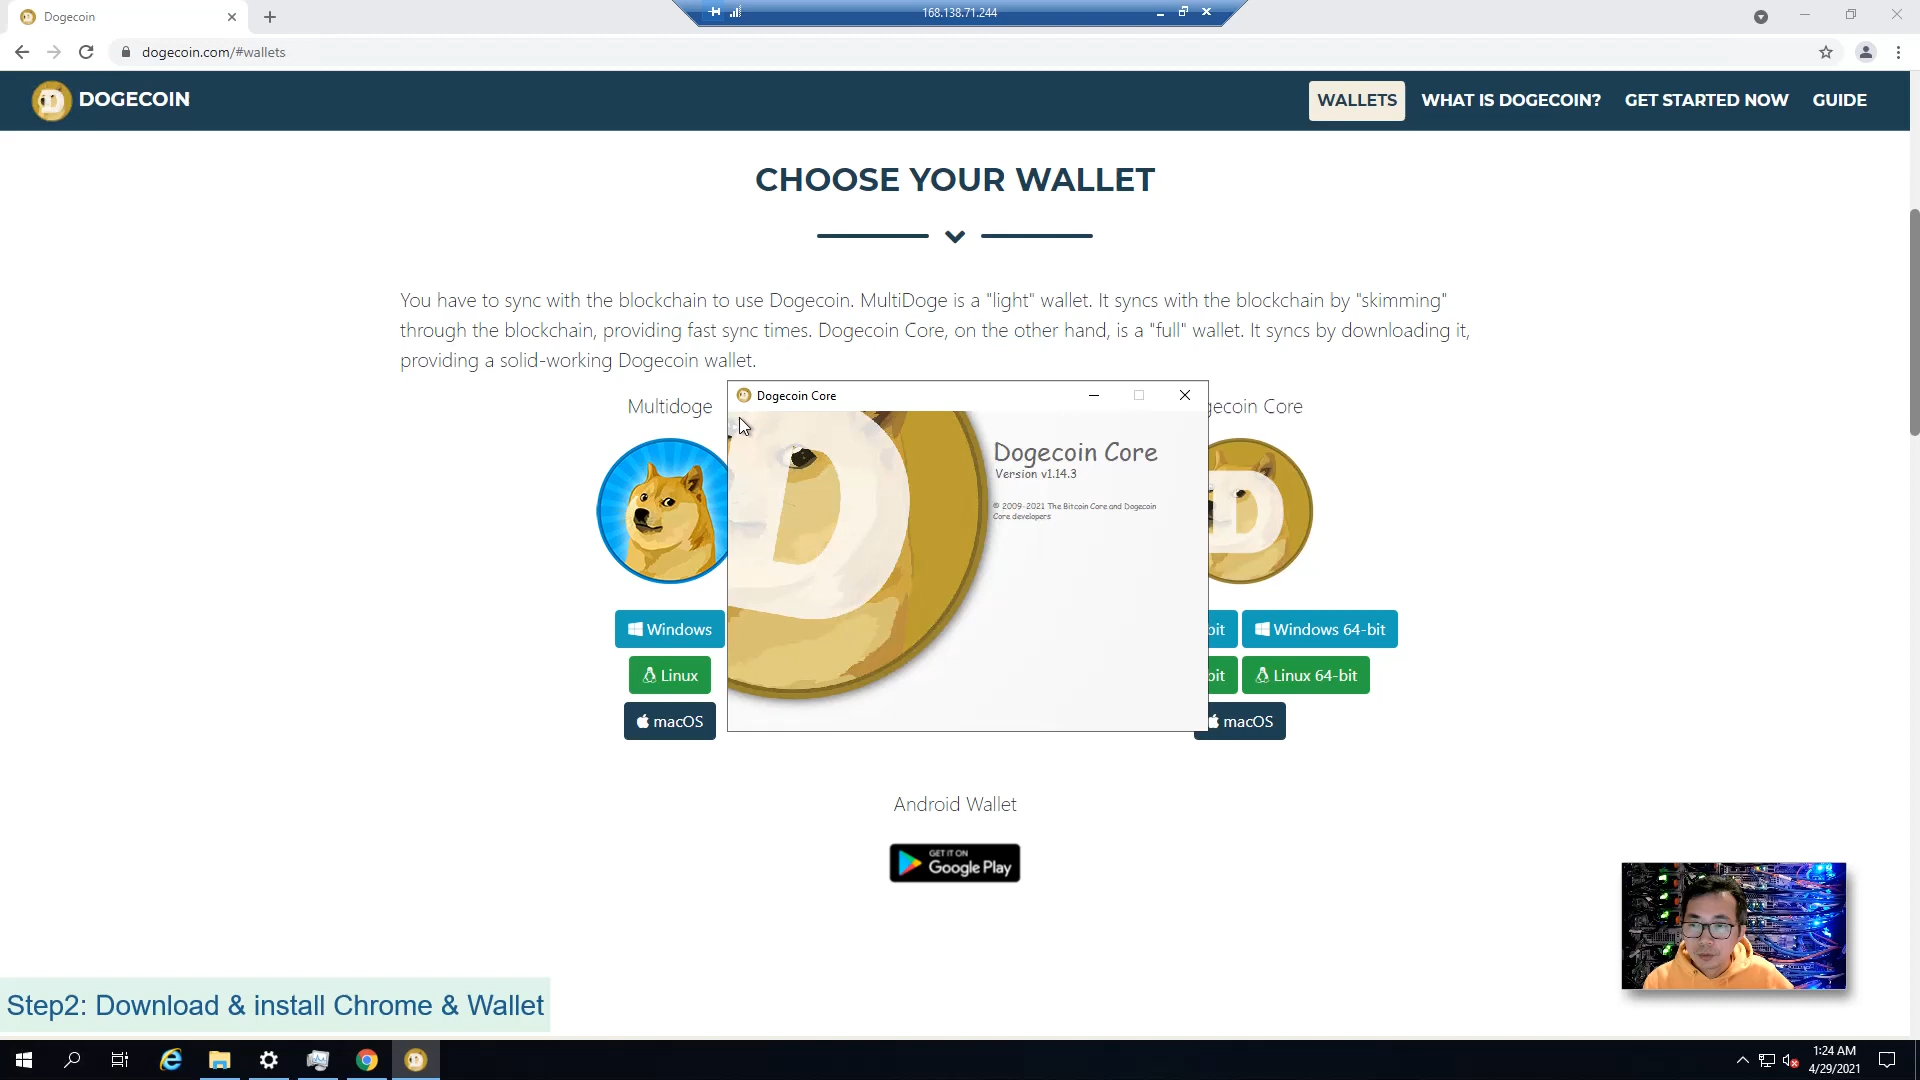 Dogecoin
168.138.71.244
dogecoin.com/#wallets
DOGECOIN
WALLETS
WHAT IS DOGECOIN?
GET STARTED NOW
GUIDE
CHOOSE YOUR WALLET
You have to sync with the blockchain to use Dogecoin. MultiDoge is a "light" wallet. It syncs with the blockchain by "skimming"
through the blockchain, providing fast sync times. Dogecoin Core, on the other hand, is a "full" wallet. It syncs by downloading it,
providing a solid-working Dogecoin wallet.
Multidoge
gecoin Core
Dogecoin Core
Dogecoin Core
Version v1.14.3
© 2009-2021 The Bitcoin Core and Dogecoin
Core developers
Windows
bit
Windows 64-bit
Linux
bit
Linux 64-bit
macOS
macOS
Android Wallet
GET IT ON
Google Play
Step2: Download & install Chrome & Wallet
1:24 AM
4/29/2021